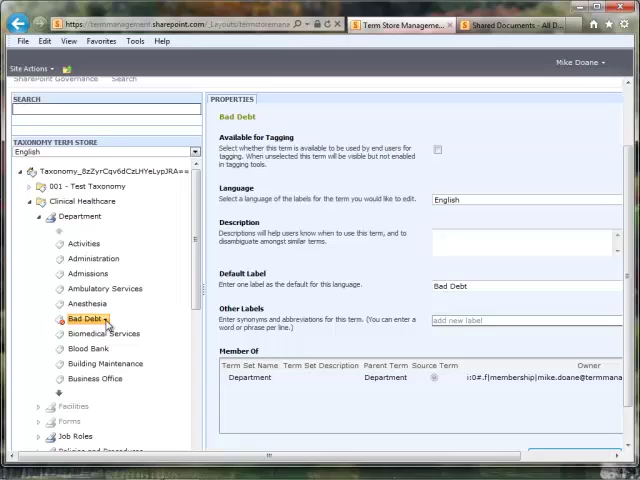 https://termmanagement.sharepoint.com/_Layouts/termstoremana
Term Store Manageme...
Shared Documents - All D...
File Edit View Favorites Tools Help
Site Actions
Mike Doane
SharePoint Governance Search
SEARCH
TAXONOMY TERM STORE
English
Taxonomy_8zZyrCqv6dCzLHYeLypJRA==
001 - Test Taxonomy
Clinical Healthcare
Department
Activities
Administration
Admissions
Ambulatory Services
Anesthesia
Bad Debt
Biomedical Services
Blood Bank
Building Maintenance
Business Office
Facilities
Forms
Job Roles
Policies and Procedures
PROPERTIES
Bad Debt
Available for Tagging
Select whether this term is available to be used by end users for
tagging. When unselected this term will be visible but not enabled
in tagging tools.
Language
Select a language of the labels for the term you would like to edit.
English
Description
Descriptions will help users know when to use this term, and to
disambiguate amongst similar terms.
Default Label
Enter one label as the default for this language.
Bad Debt
Other Labels
Enter synonyms and abbreviations for this term. (You can enter a
word or phrase per line.)
add new label
Member Of
Term Set Name Term Set Description Parent Term Source Term Owner
Department Department i:0#.f|membership|mike.doane@termmana